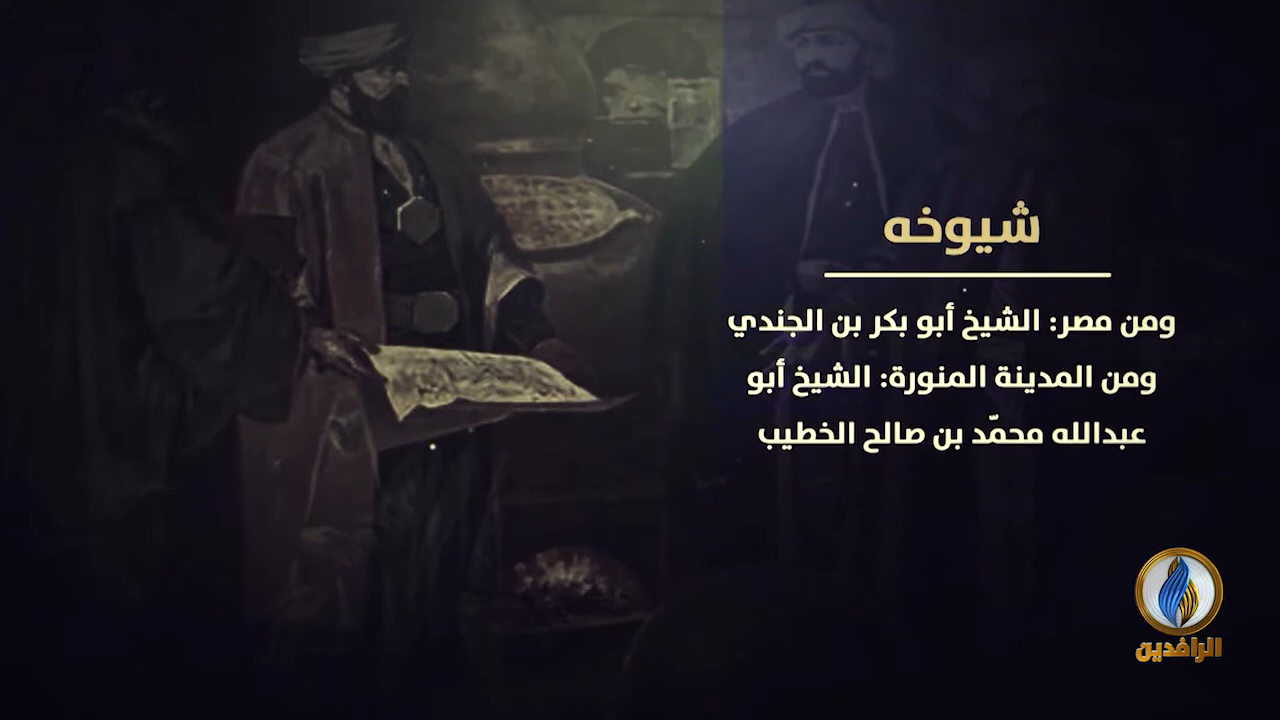 شيوخه
ومن مصر: الشيخ أبو بكر بن الجندي
ومن المدينة المنورة: الشيخ أبو
عبدالله محمّد بن صالح الخطيب
الرافدين